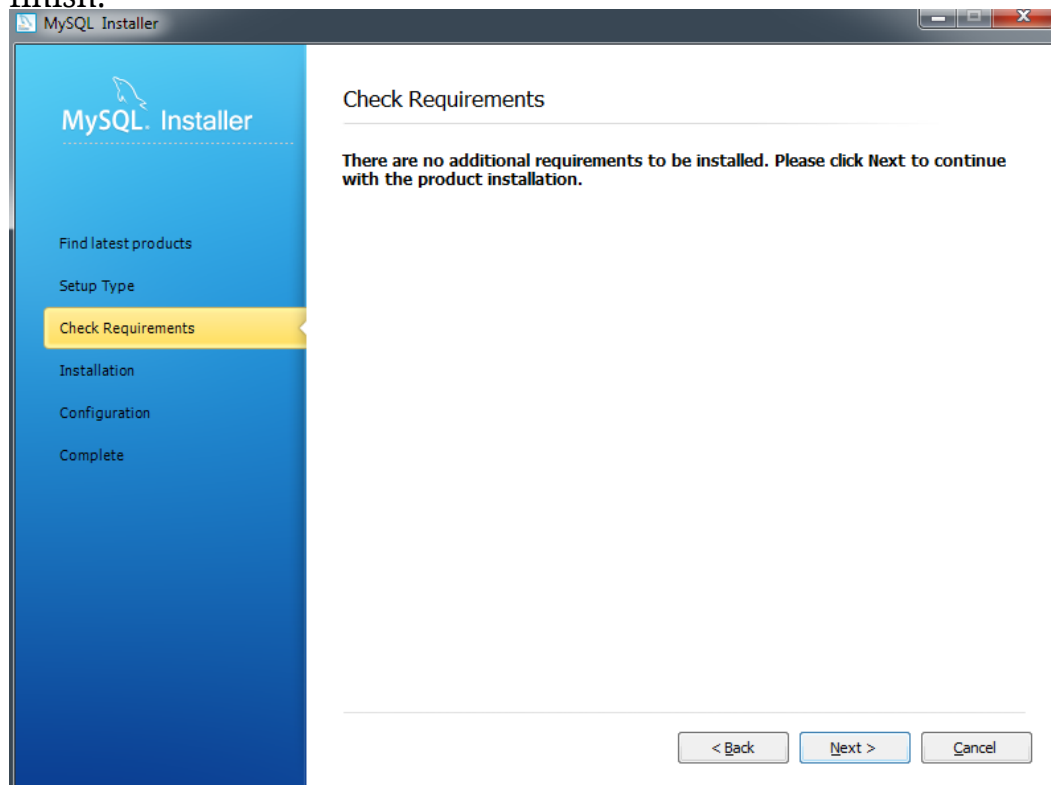 finish.
MySQL Installer
MySQL. Installer
Check Requirements
There are no additional requirements to be installed. Please click Next to continue
with the product installation.
Find latest products
Setup Type
Check Requirements
Installation
Configuration
Complete
< Back
Next >
Cancel